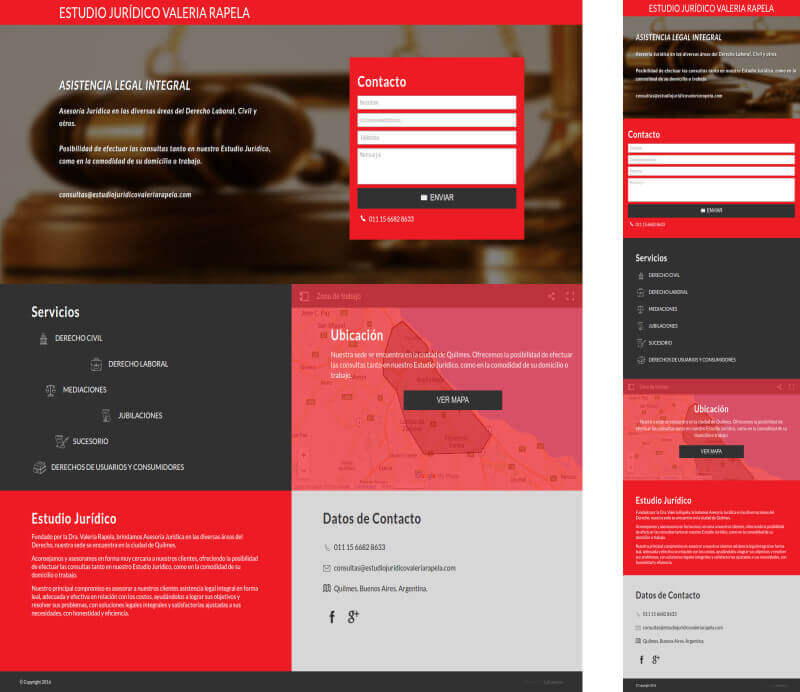 ESTUDIO JURÍDICO VALERIA RAPELA
ASISTENCIA LEGAL INTEGRAL
Asesoría Jurídica en las diversas áreas del Derecho Laboral, Civil y
otros.
Posibilidad de efectuar las consultas tanto en nuestro Estudio Jurídico,
como en la comodidad de su domicilio o trabajo.
consultas@estudiojuridicovaleriarapela.com
Contacto
Nombre
Teléfono
Mensaje
ENVIAR
011 15 6682 8633
Servicios
DERECHO CIVIL
DERECHO LABORAL
MEDIACIONES
JUBILACIONES
SUCESORIO
DERECHOS DE USUARIOS Y CONSUMIDORES
Zona de trabajo
Ubicación
Nuestra sede se encuentra en la ciudad de Quilmes. Ofrecemos la posibilidad de efectuar
las consultas tanto en nuestro Estudio Jurídico, como en la comodidad de su domicilio o
trabajo.
VER MAPA
Estudio Jurídico
Fundado por la Dra. Valeria Rapela, brindamos Asesoría Jurídica en las diversas áreas del
Derecho, nuestra sede se encuentra en la ciudad de Quilmes.
Aconsejamos y asesoramos en forma muy cercana a nuestros clientes, ofreciendo la posibilidad
de efectuar las consultas tanto en nuestro Estudio Jurídico, como en la comodidad de su
domicilio o trabajo.
Nuestro principal compromiso es asesorar a nuestros clientes asistencia legal integral en forma
leal, adecuada y efectiva en relación con los costos, ayudándolos a lograr sus objetivos y
resolver sus problemas, con soluciones legales integrales y satisfactorias ajustadas a sus
necesidades, con honestidad y eficiencia.
Datos de Contacto
011 15 6682 8633
consultas@estudiojuridicovaleriarapela.com
Quilmes, Buenos Aires, Argentina.
© Copyright 2016
ESTUDIO JURÍDICO VALERIA RAPELA
ASISTENCIA LEGAL INTEGRAL
Asesoría Jurídica en las diversas áreas del Derecho Laboral, Civil y otros.
Posibilidad de efectuar las consultas tanto en nuestro Estudio Jurídico, como en la
comodidad de su domicilio o trabajo.
consultas@estudiojuridicovaleriarapela.com
Contacto
ENVIAR
011 15 6682 8633
Servicios
DERECHO CIVIL
DERECHO LABORAL
MEDIACIONES
JUBILACIONES
SUCESORIO
DERECHOS DE USUARIOS Y CONSUMIDORES
Zona de trabajo
Ubicación
Nuestra sede se encuentra en la ciudad de Quilmes. Ofrecemos la posibilidad de
efectuar las consultas tanto en nuestro Estudio Jurídico, como en la comodidad de su
domicilio o trabajo.
VER MAPA
Estudio Jurídico
Datos de Contacto
011 15 6682 8633
consultas@estudiojuridicovaleriarapela.com
Quilmes, Buenos Aires, Argentina.
© Copyright 2016